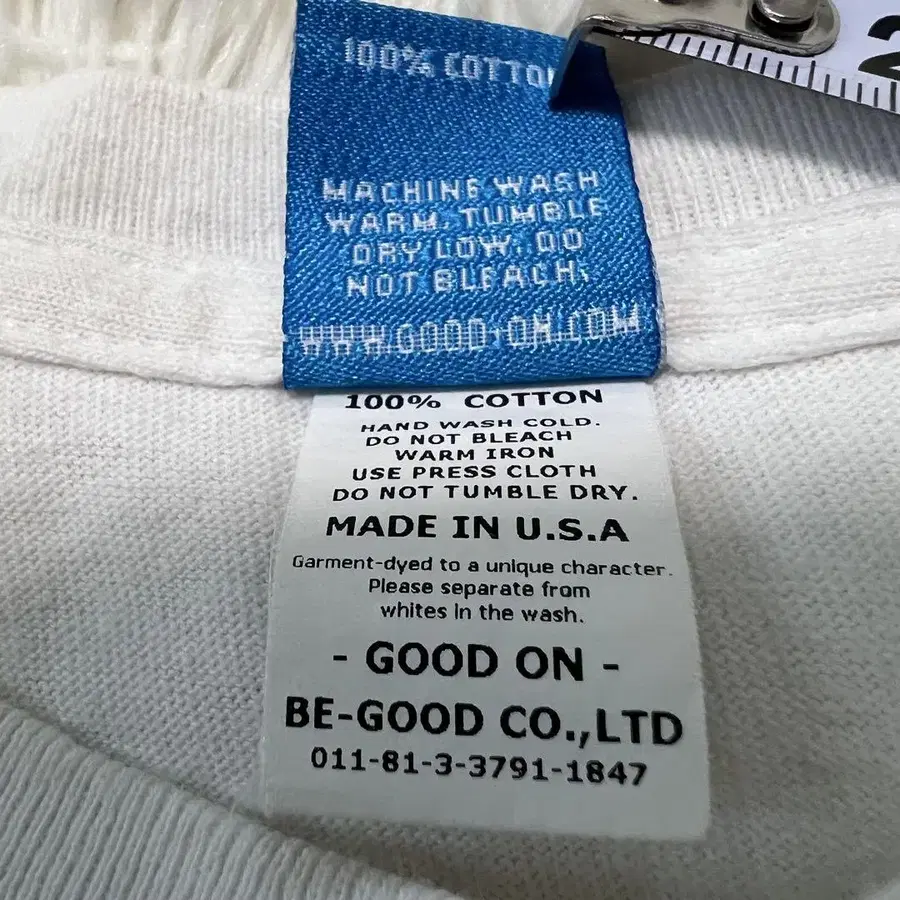 100% COTTON
MACHINE WASH
WARM, TUMBLE
DRY LOW, DO
NOT BLEACH,
WWW.GOOD-ON.COM
100% COTTON
HAND WASH COLD.
DO NOT BLEACH
WARM IRON
USE PRESS CLOTH
DO NOT TUMBLE DRY.
MADE IN U.S.A
Garment-dyed to a unique character.
Please separate from
whites in the wash.
- GOOD ON -
BE-GOOD CO.,LTD
011-81-3-3791-1847
2